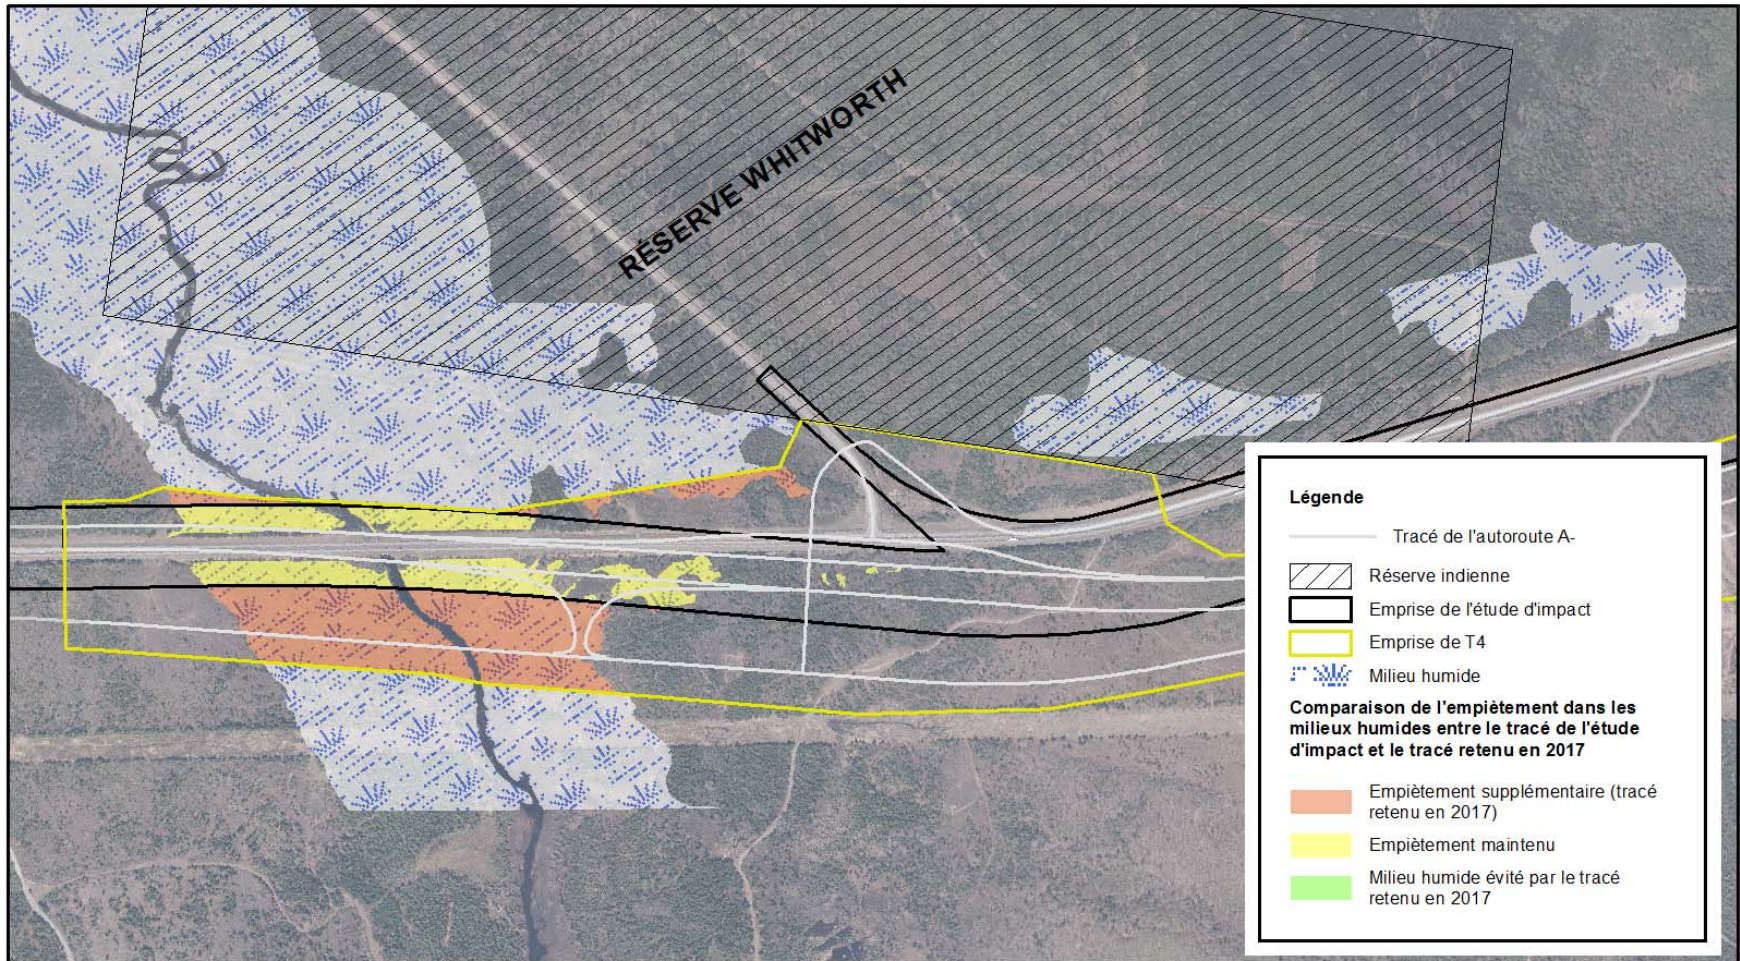 RÉSERVE WHITWORTH
Légende
Tracé de l'autoroute A-
Réserve indienne
Emprise de l'étude d'impact
Emprise de T4
Milieu humide
Comparaison de l'empiètement dans les
milieux humides entre le tracé de l'étude
d'impact et le tracé retenu en 2017
Empiètement supplémentaire (tracé
retenu en 2017)
Empiètement maintenu
Milieu humide évité par le tracé
retenu en 2017